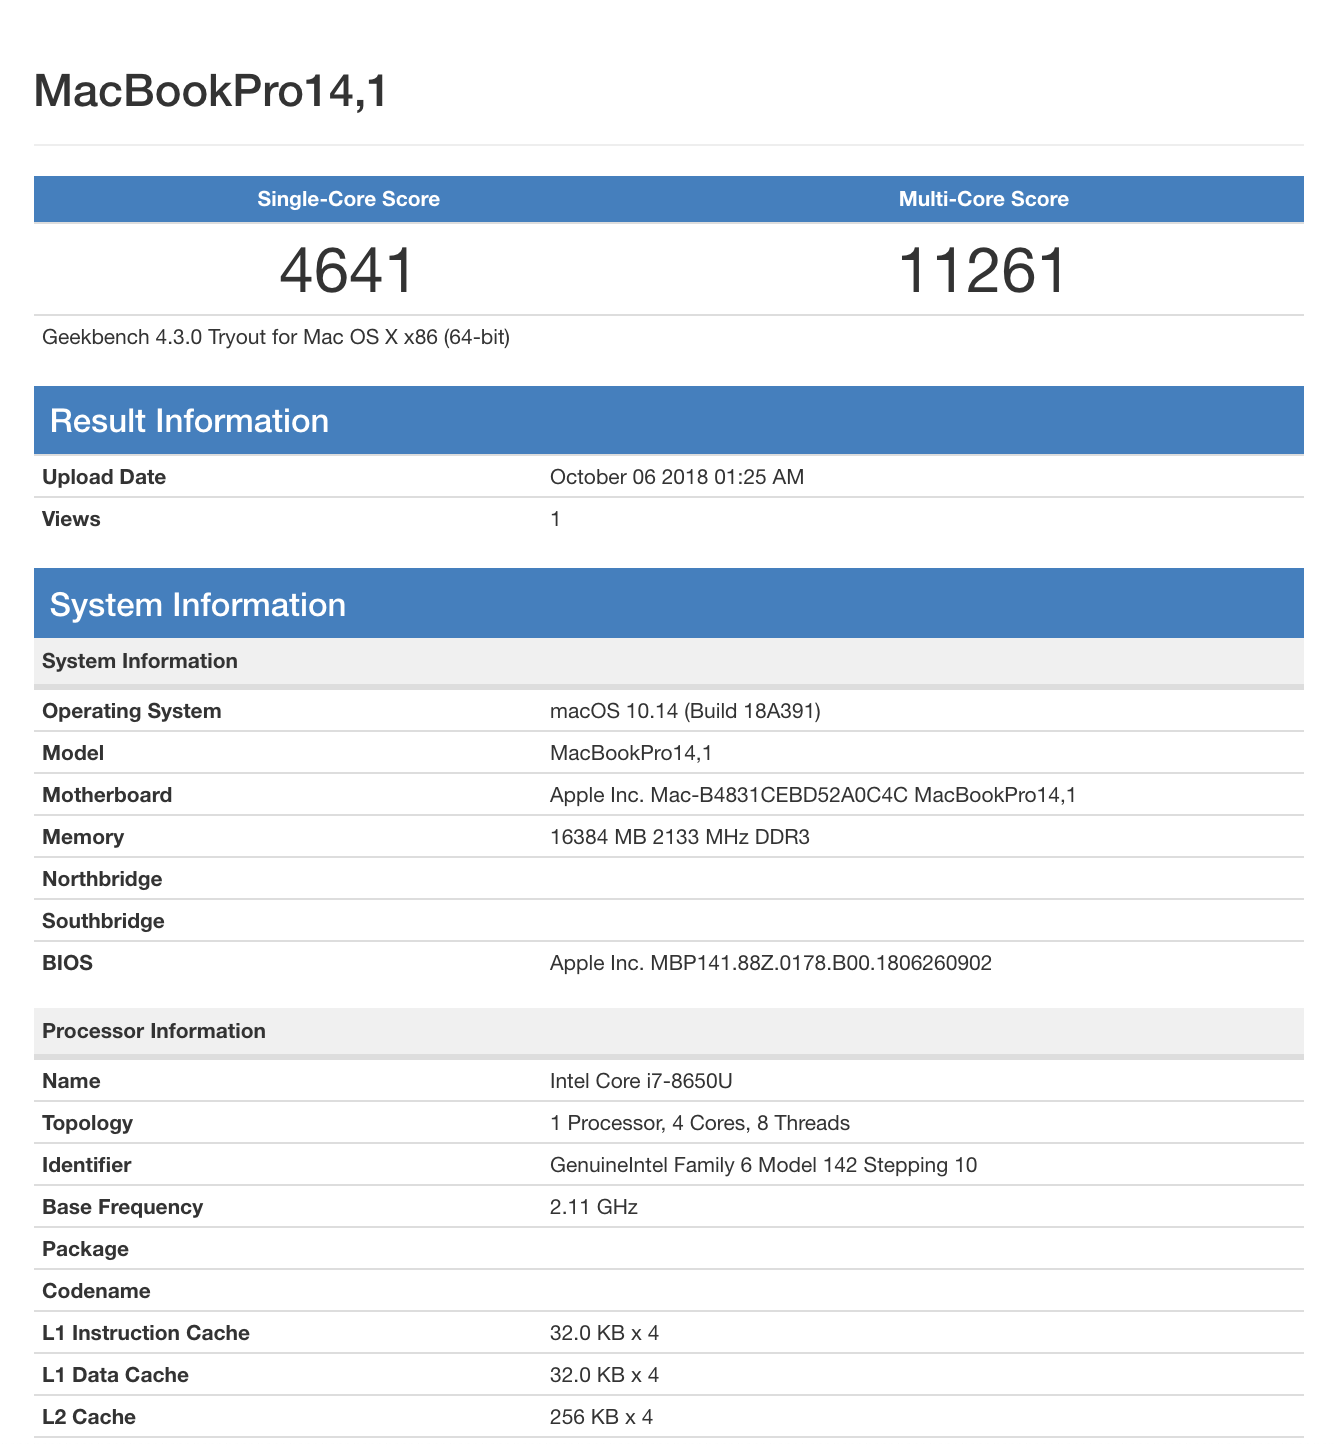 MacBookPro14,1
Single-Core Score Multi-Core Score
4641 11261
Geekbench 4.3.0 Tryout for Mac OS X x86 (64-bit)
Result Information
Upload Date October 06 2018 01:25 AM
Views 1
System Information
System Information
Operating System macOS 10.14 (Build 18A391)
Model MacBookPro14,1
Motherboard Apple Inc. Mac-B4831CEBD52A0C4C MacBookPro14,1
Memory 16384 MB 2133 MHz DDR3
Northbridge
Southbridge
BIOS Apple Inc. MBP141.88Z.0178.B00.1806260902
Processor Information
Name Intel Core i7-8650U
Topology 1 Processor, 4 Cores, 8 Threads
Identifier GenuineIntel Family 6 Model 142 Stepping 10
Base Frequency 2.11 GHz
Package
Codename
L1 Instruction Cache 32.0 KB x 4
L1 Data Cache 32.0 KB x 4
L2 Cache 256 KB x 4